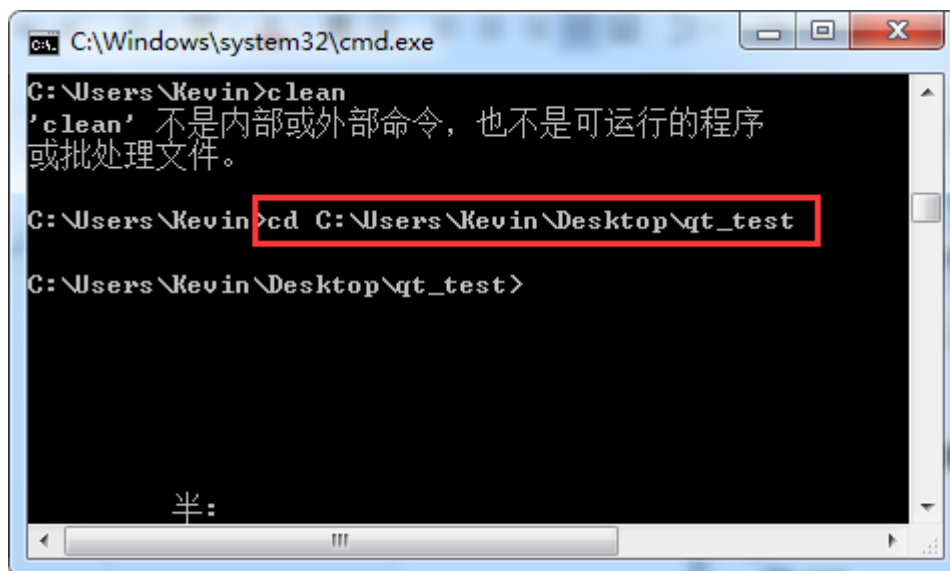 C:\Windows\system32\cmd.exe
C:\Users\Kevin>clean
'clean' 不是内部或外部命令，也不是可运行的程序
或批处理文件。
C:\Users\Kevin>cd C:\Users\Kevin\Desktop\qt_test
C:\Users\Kevin\Desktop\qt_test>
半: